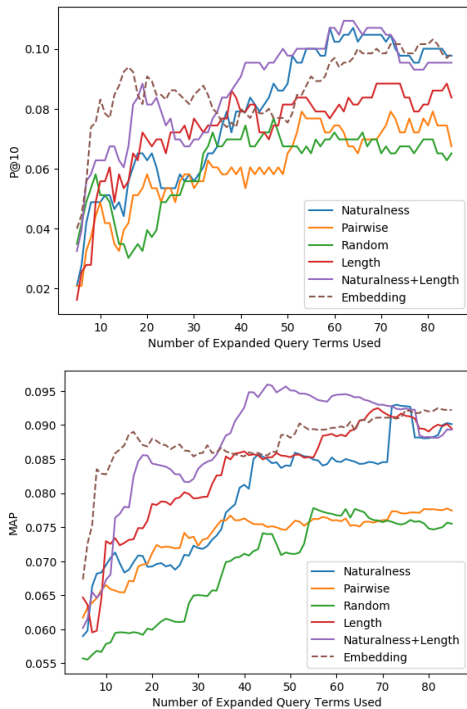 0.10
0.08
0.06
0.04
0.02
P@10
Naturalness
Pairwise
Random
Length
Naturalness+Length
Embedding
10 20 30 40 50 60 70 80
Number of Expanded Query Terms Used
0.095
0.090
0.085
0.080
0.075
0.070
0.065
0.060
0.055
MAP
Naturalness
Pairwise
Random
Length
Naturalness+Length
Embedding
10 20 30 40 50 60 70 80
Number of Expanded Query Terms Used